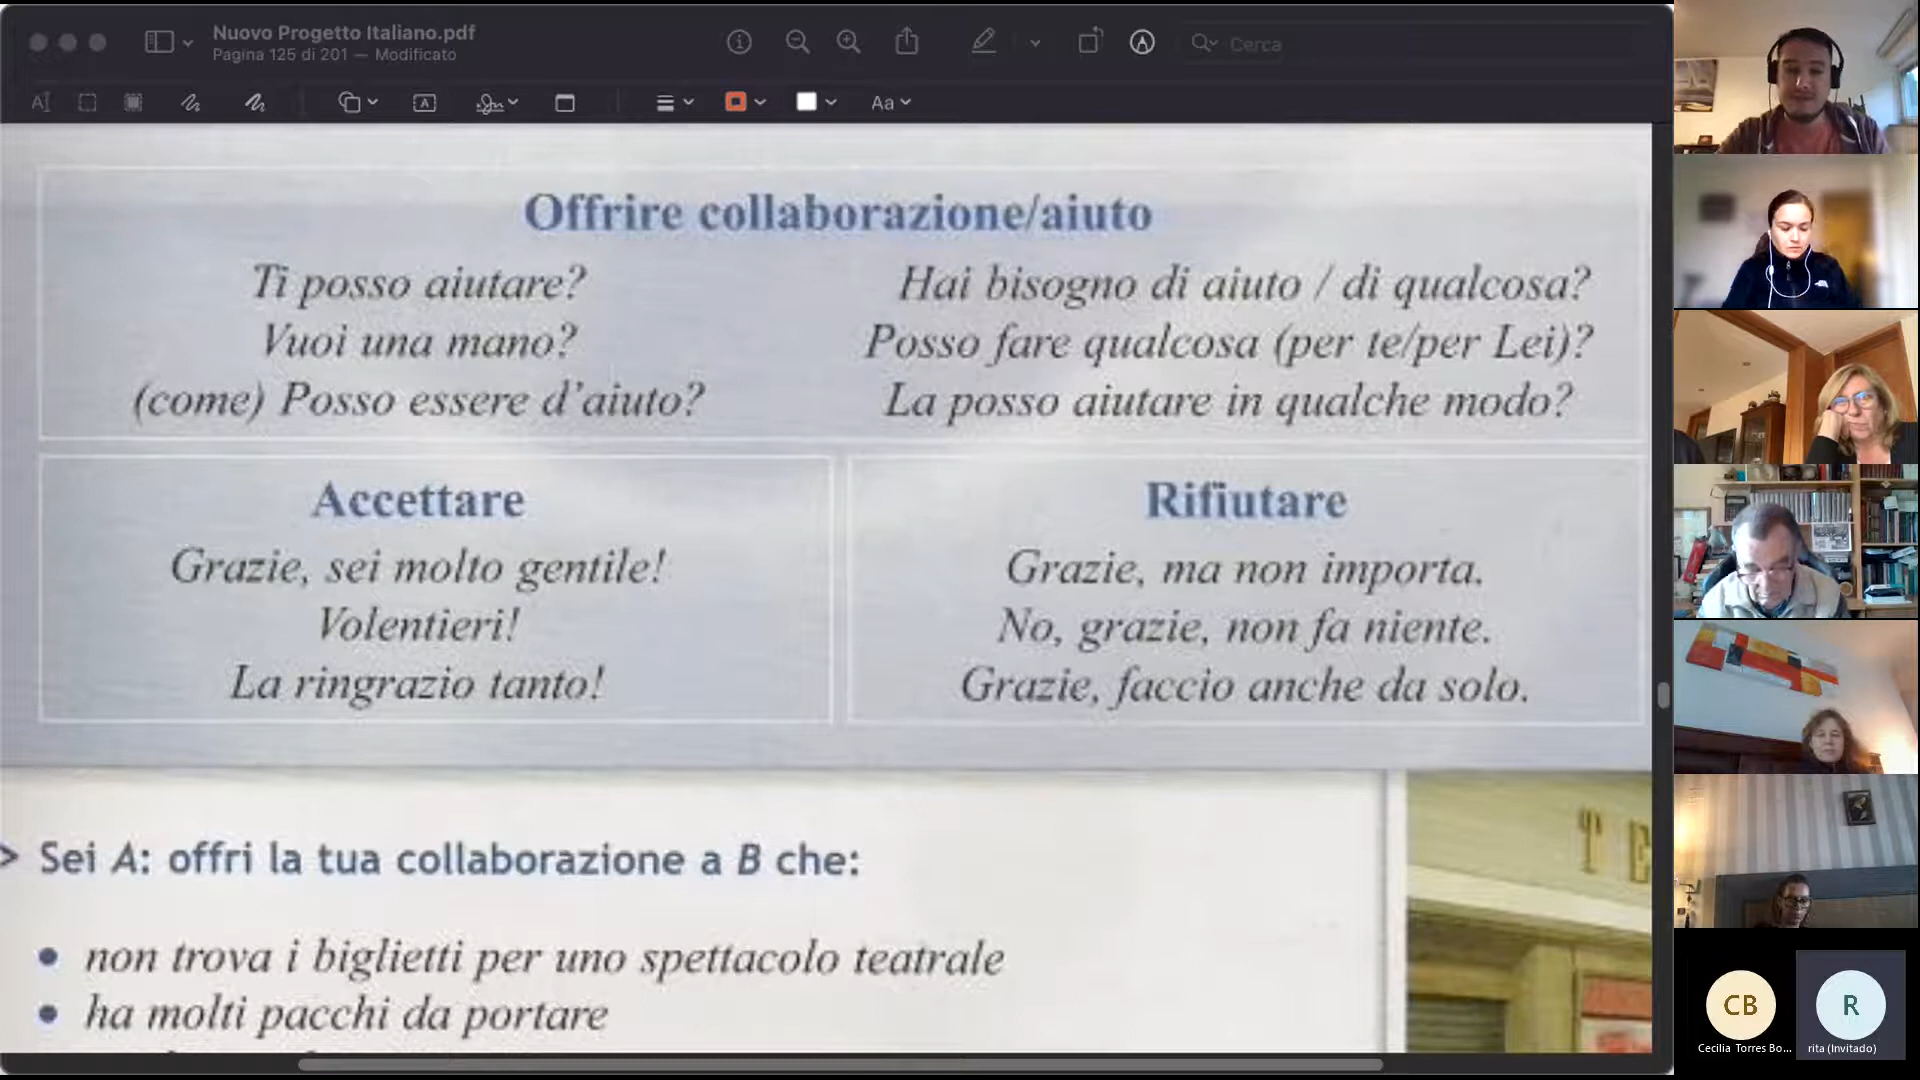 Nuovo Progetto Italiano.pdf
Pagina 125 di 201 — Modificato
Cerca
Aa
Offrire collaborazione/aiuto
Ti posso aiutare?
Vuoi una mano?
(come) Posso essere d'aiuto?
Hai bisogno di aiuto / di qualcosa?
Posso fare qualcosa (per te/per Lei)?
La posso aiutare in qualche modo?
Accettare
Grazie, sei molto gentile!
Volentieri!
La ringrazio tanto!
Rifiutare
Grazie, ma non importa.
No, grazie, non fa niente.
Grazie, faccio anche da solo.
Sei A: offri la tua collaborazione a B che:
• non trova i biglietti per uno spettacolo teatrale
• ha molti pacchi da portare
TE
CB
Cecilia Torres Bo...
R
rita (Invitado)